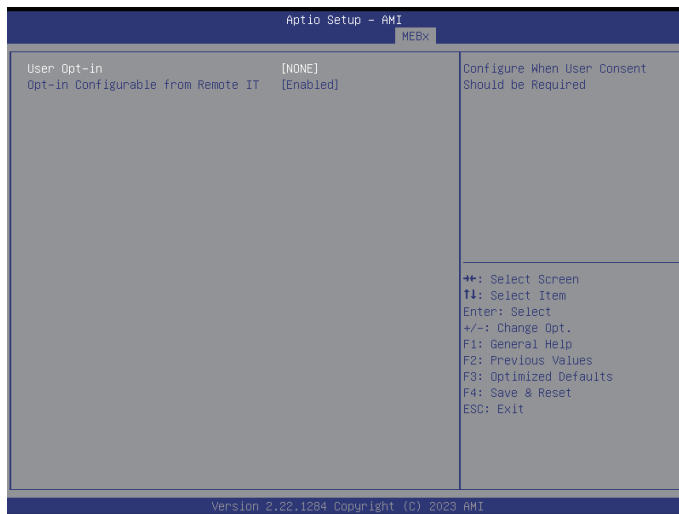 Aptio Setup – AMI
MEBx
User Opt-in [NONE]
Opt-in Configurable from Remote IT [Enabled]
Configure When User Consent
Should be Required
→←: Select Screen
↑↓: Select Item
Enter: Select
+/-: Change Opt.
F1: General Help
F2: Previous Values
F3: Optimized Defaults
F4: Save & Reset
ESC: Exit
Version 2.22.1284 Copyright (C) 2023 AMI